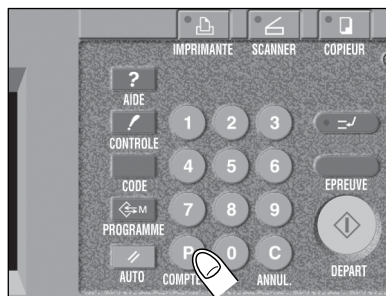 IMPRIMANTE SCANNER COPIEUR
?
AIDE
1 2 3
CONTROLE
4 5 6
CODE EPREUVE
M 7 8 9
PROGRAMME
P 0 C
AUTO ANNUL. DEPART